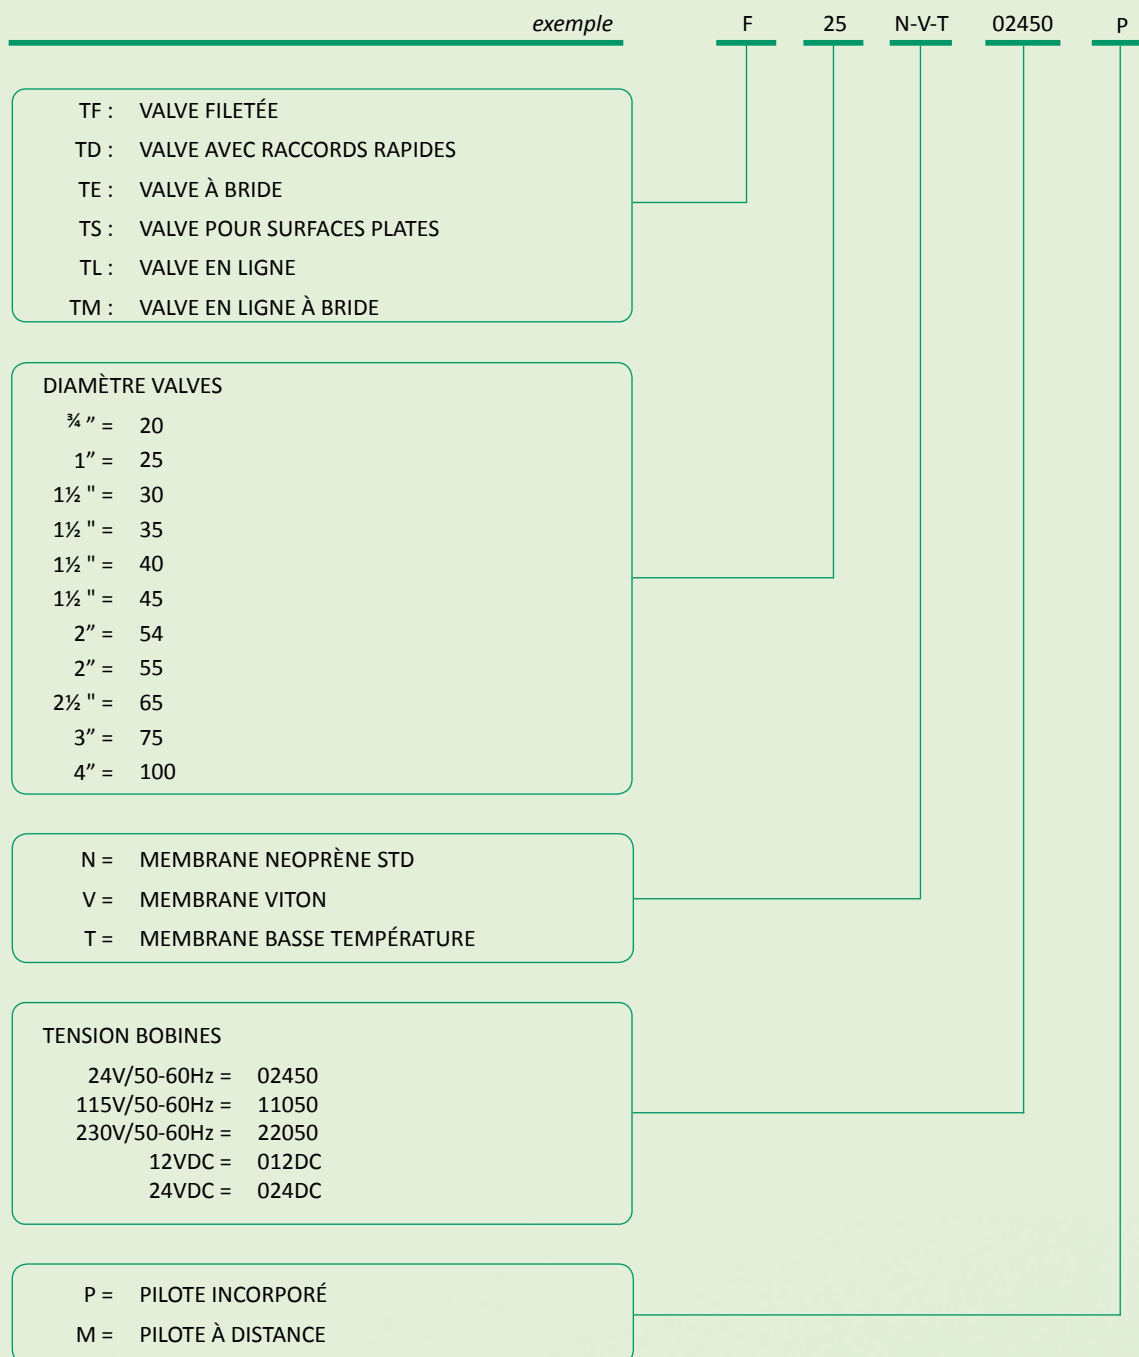 exemple F 25 N-V-T 02450 P
TF : VALVE FILETÉE
TD : VALVE AVEC RACCORDS RAPIDES
TE : VALVE À BRIDE
TS : VALVE POUR SURFACES PLATES
TL : VALVE EN LIGNE
TM : VALVE EN LIGNE À BRIDE
DIAMÈTRE VALVES
¾ ” = 20
1” = 25
1½ " = 30
1½ " = 35
1½ " = 40
1½ " = 45
2” = 54
2” = 55
2½ " = 65
3” = 75
4” = 100
N = MEMBRANE NEOPRÈNE STD
V = MEMBRANE VITON
T = MEMBRANE BASSE TEMPÉRATURE
TENSION BOBINES
24V/50-60Hz = 02450
115V/50-60Hz = 11050
230V/50-60Hz = 22050
12VDC = 012DC
24VDC = 024DC
P = PILOTE INCORPORÉ
M = PILOTE À DISTANCE